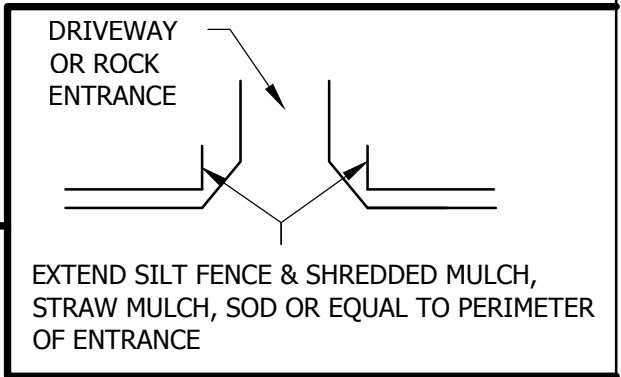 DRIVEWAY
OR ROCK
ENTRANCE
EXTEND SILT FENCE & SHREDDED MULCH,
STRAW MULCH, SOD OR EQUAL TO PERIMETER
OF ENTRANCE